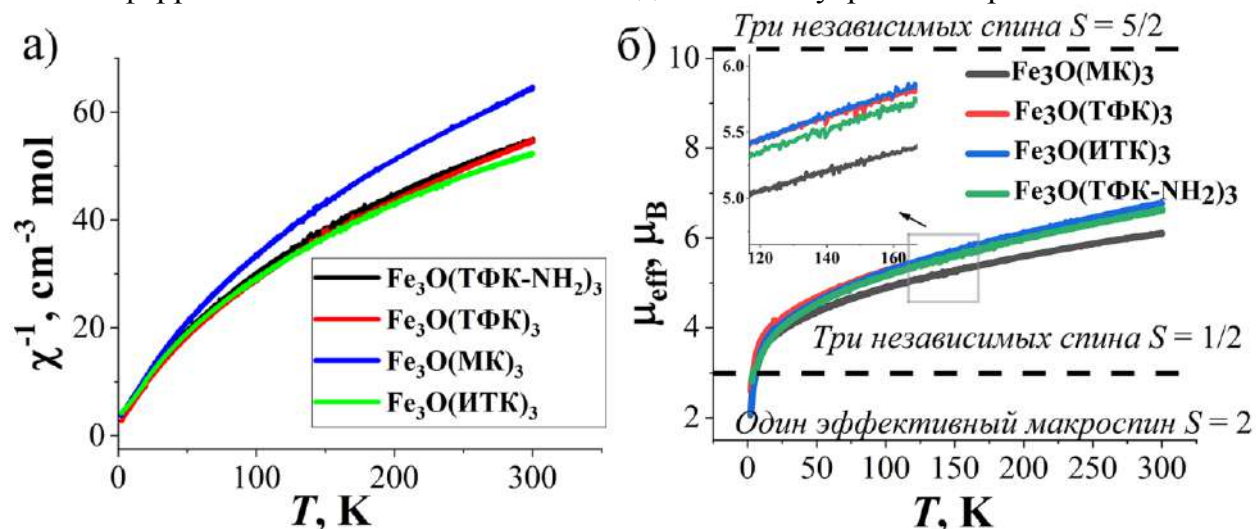 а)
χ⁻¹, cm⁻³ mol
60
40
20
0
Fe₃O(ТФК-NH₂)₃
Fe₃O(ТФК)₃
Fe₃O(МК)₃
Fe₃O(ИТК)₃
0 100 200 300
T, K
б)
Три независимых спина S = 5/2
μeff, μB
10
8
6
4
2
6.0
5.5
5.0
120 140 160
Fe₃O(МК)₃
Fe₃O(ТФК)₃
Fe₃O(ИТК)₃
Fe₃O(ТФК-NH2)₃
Три независимых спина S = 1/2
Один эффективный макроспин S = 2
0 50 100 150 200 250 300
T, K